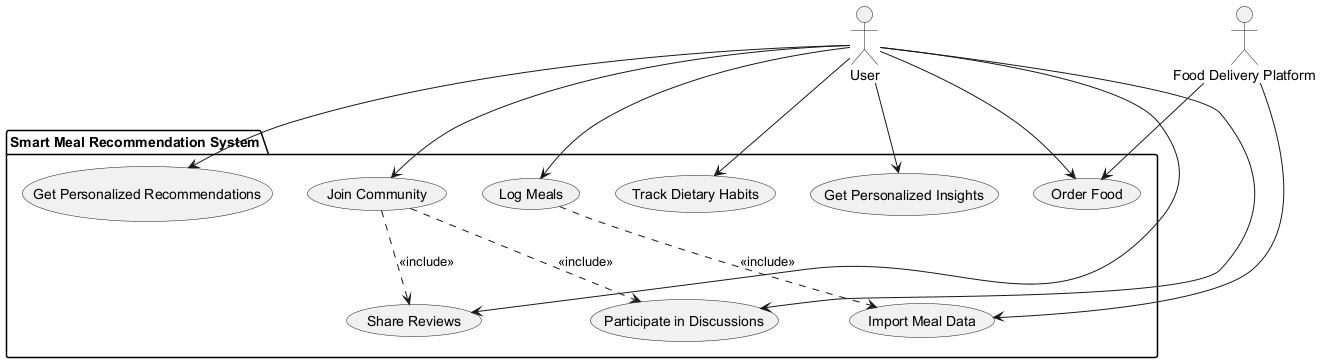 User
Food Delivery Platform
Smart Meal Recommendation System
Get Personalized Recommendations
Join Community
Log Meals
Track Dietary Habits
Get Personalized Insights
Order Food
«include»
«include»
«include»
Share Reviews
Participate in Discussions
Import Meal Data